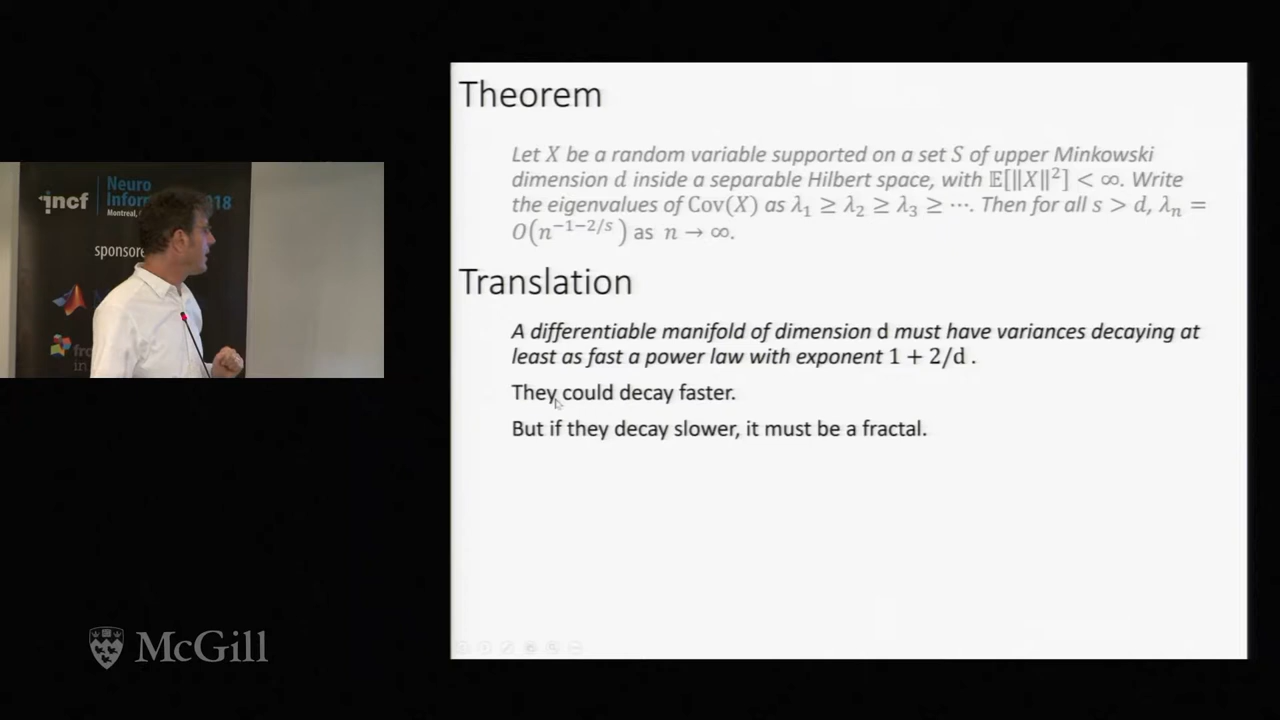 Theorem
Let X be a random variable supported on a set S of upper Minkowski
dimension d inside a separable Hilbert space, with 𝔼[‖X‖²] < ∞. Write
the eigenvalues of Cov(X) as λ₁ ≥ λ₂ ≥ λ₃ ≥ ⋯. Then for all s > d, λₙ =
O(n^{−1−2/s}) as n → ∞.
Translation
A differentiable manifold of dimension d must have variances decaying at
least as fast a power law with exponent 1 + 2/d .
They could decay faster.
But if they decay slower, it must be a fractal.
incf
Neuro
Infor 2018
Montreal,
sponsore
fro
in
McGill